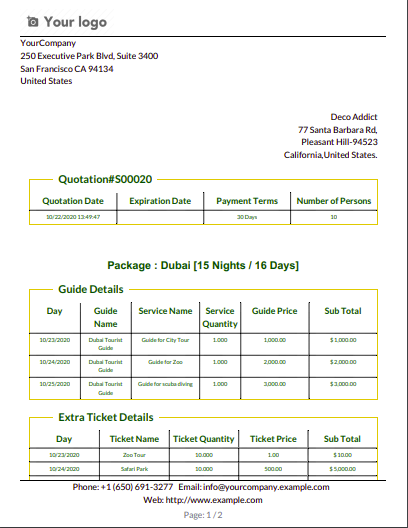 Your logo
YourCompany
250 Executive Park Blvd, Suite 3400
San Francisco CA 94134
United States
Deco Addict
77 Santa Barbara Rd,
Pleasant Hill-94523
California,United States.
Quotation#S00020
Quotation Date Expiration Date Payment Terms Number of Persons
10/22/2020 13:49:47 30 Days 10
Package : Dubai [15 Nights / 16 Days]
Guide Details
Day Guide Name Service Name Service Quantity Guide Price Sub Total
10/23/2020 Dubai Tourist Guide Guide for City Tour 1.000 1,000.00 $ 1,000.00
10/24/2020 Dubai Tourist Guide Guide for Zoo 1.000 2,000.00 $ 2,000.00
10/25/2020 Dubai Tourist Guide Guide for scuba diving 1.000 3,000.00 $ 3,000.00
Extra Ticket Details
Day Ticket Name Ticket Quantity Ticket Price Sub Total
10/23/2020 Zoo Tour 10.000 1.00 $ 10.00
10/24/2020 Safari Park 10.000 500.00 $ 5,000.00
Phone: +1 (650) 691-3277 Email: info@yourcompany.example.com
Web: http://www.example.com
Page: 1 / 2